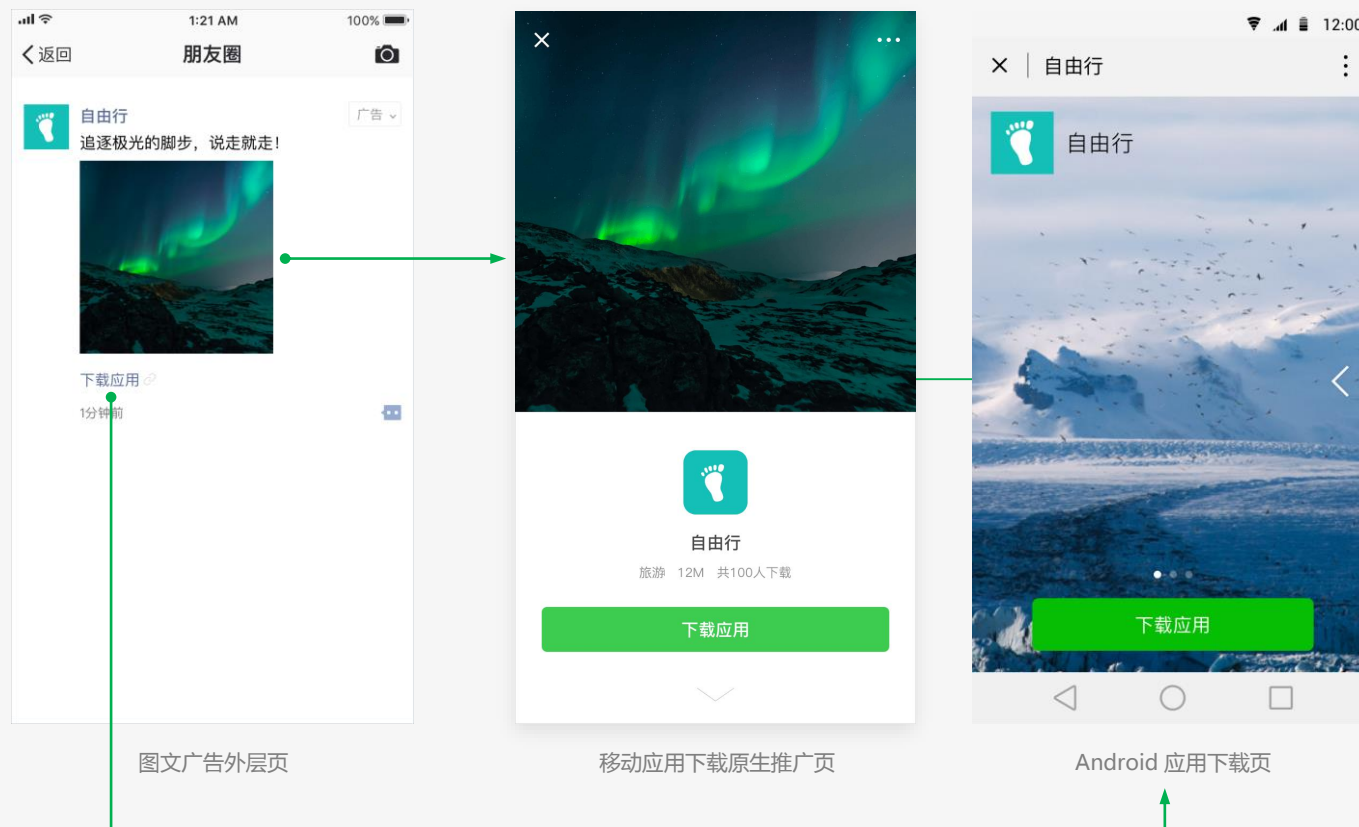 1:21 AM
100%
返回
朋友圈
自由行
广告
追逐极光的脚步，说走就走!
下载应用
1分钟前
图文广告外层页
自由行
旅游 12M 共100人下载
下载应用
移动应用下载原生推广页
12:00
自由行
自由行
下载应用
Android 应用下载页